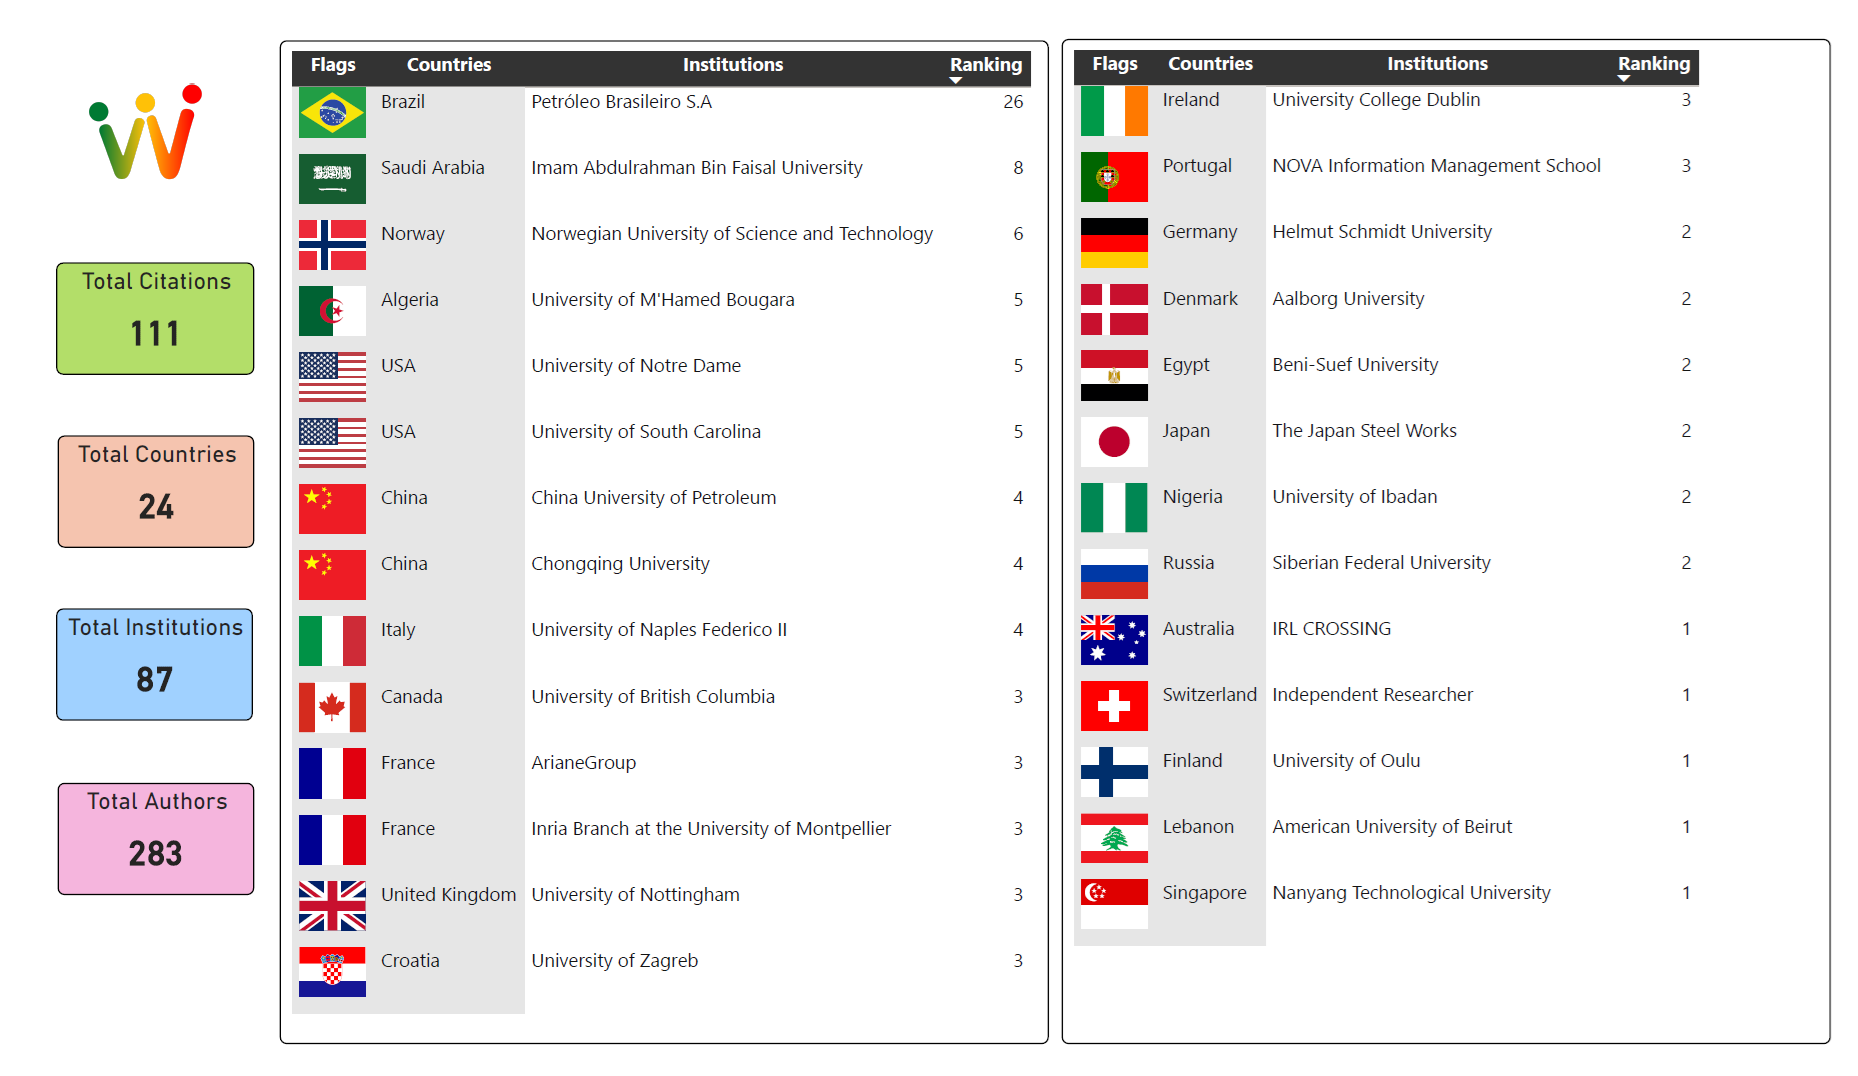 Total Citations
111
Total Countries
24
Total Institutions
87
Total Authors
283
Flags Countries Institutions Ranking
Brazil Petróleo Brasileiro S.A 26
Saudi Arabia Imam Abdulrahman Bin Faisal University 8
Norway Norwegian University of Science and Technology 6
Algeria University of M'Hamed Bougara 5
USA University of Notre Dame 5
USA University of South Carolina 5
China China University of Petroleum 4
China Chongqing University 4
Italy University of Naples Federico II 4
Canada University of British Columbia 3
France ArianeGroup 3
France Inria Branch at the University of Montpellier 3
United Kingdom University of Nottingham 3
Croatia University of Zagreb 3
Flags Countries Institutions Ranking
Ireland University College Dublin 3
Portugal NOVA Information Management School 3
Germany Helmut Schmidt University 2
Denmark Aalborg University 2
Egypt Beni-Suef University 2
Japan The Japan Steel Works 2
Nigeria University of Ibadan 2
Russia Siberian Federal University 2
Australia IRL CROSSING 1
Switzerland Independent Researcher 1
Finland University of Oulu 1
Lebanon American University of Beirut 1
Singapore Nanyang Technological University 1